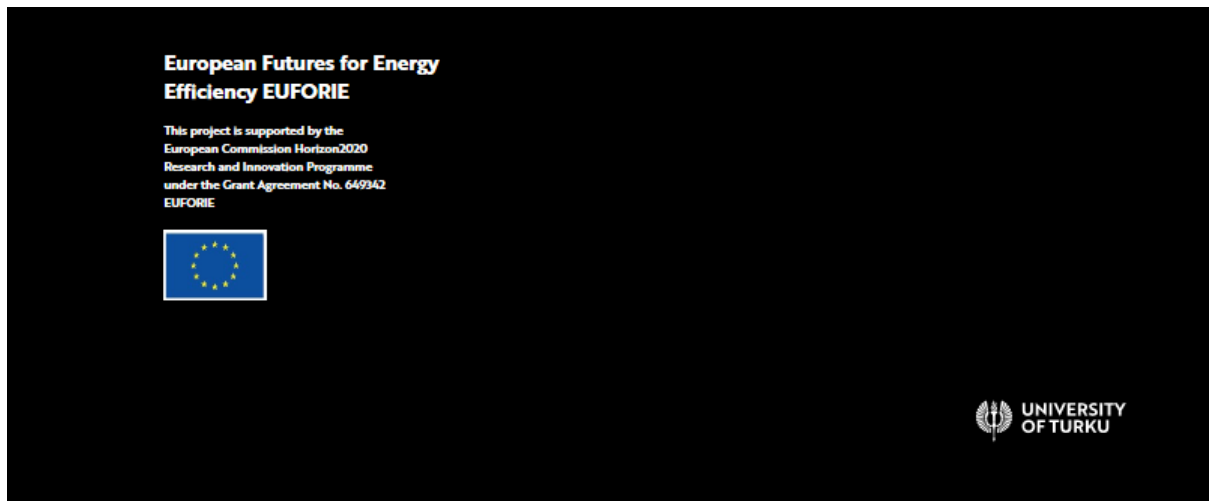 European Futures for Energy
Efficiency EUFORIE
This project is supported by the
European Commission Horizon2020
Research and Innovation Programme
under the Grant Agreement No. 649342
EUFORIE
UNIVERSITY
OF TURKU